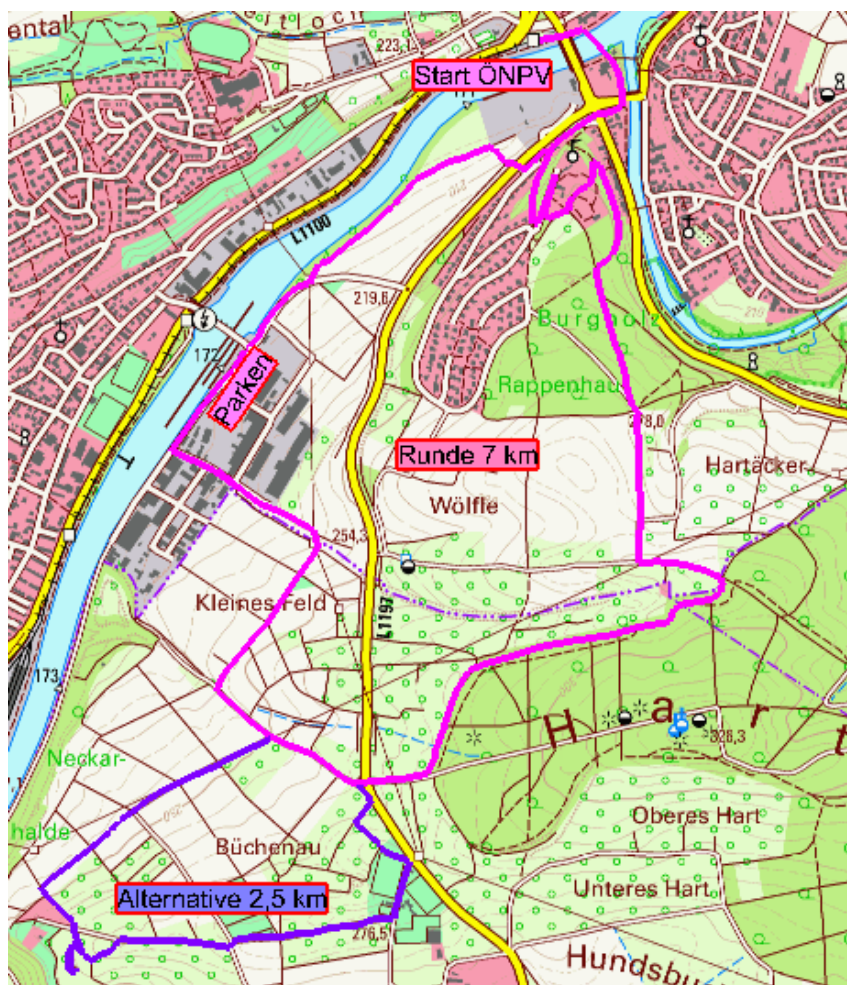 ental
223,1
Start ÖNPV
L1100
219,6
Burgholz
172
Parken
Rappenhau
278,0
Runde 7 km
Hartäcker
Wölfle
254,3
Kleines Feld
L1197
173
H a r t
326,3
Neckar-
halde
Oberes Hart
Büchenau
Unteres Hart
Alternative 2,5 km
276,5
Hundsbu